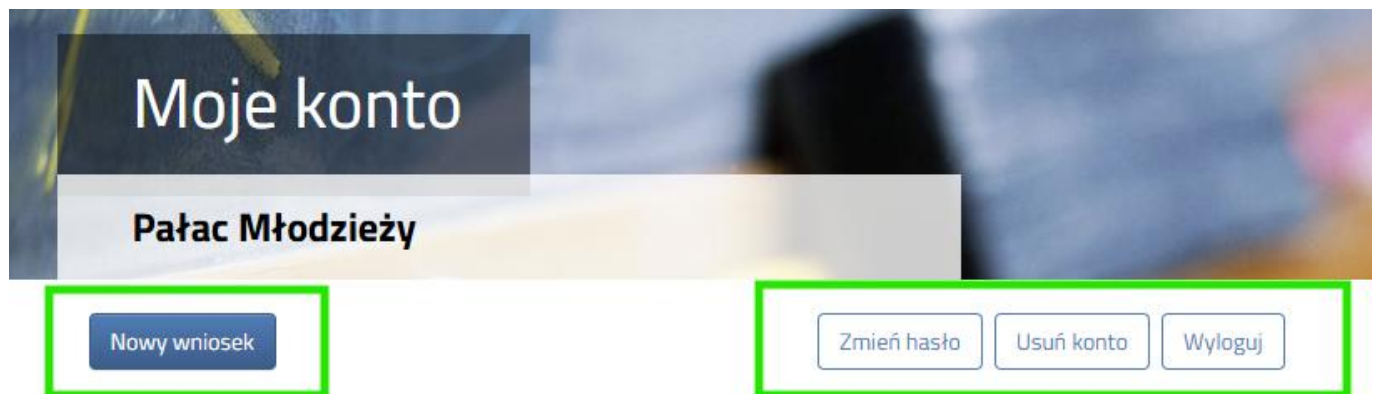 Moje konto
Pałac Młodzieży
Nowy wniosek Zmień hasło Usuń konto Wyloguj